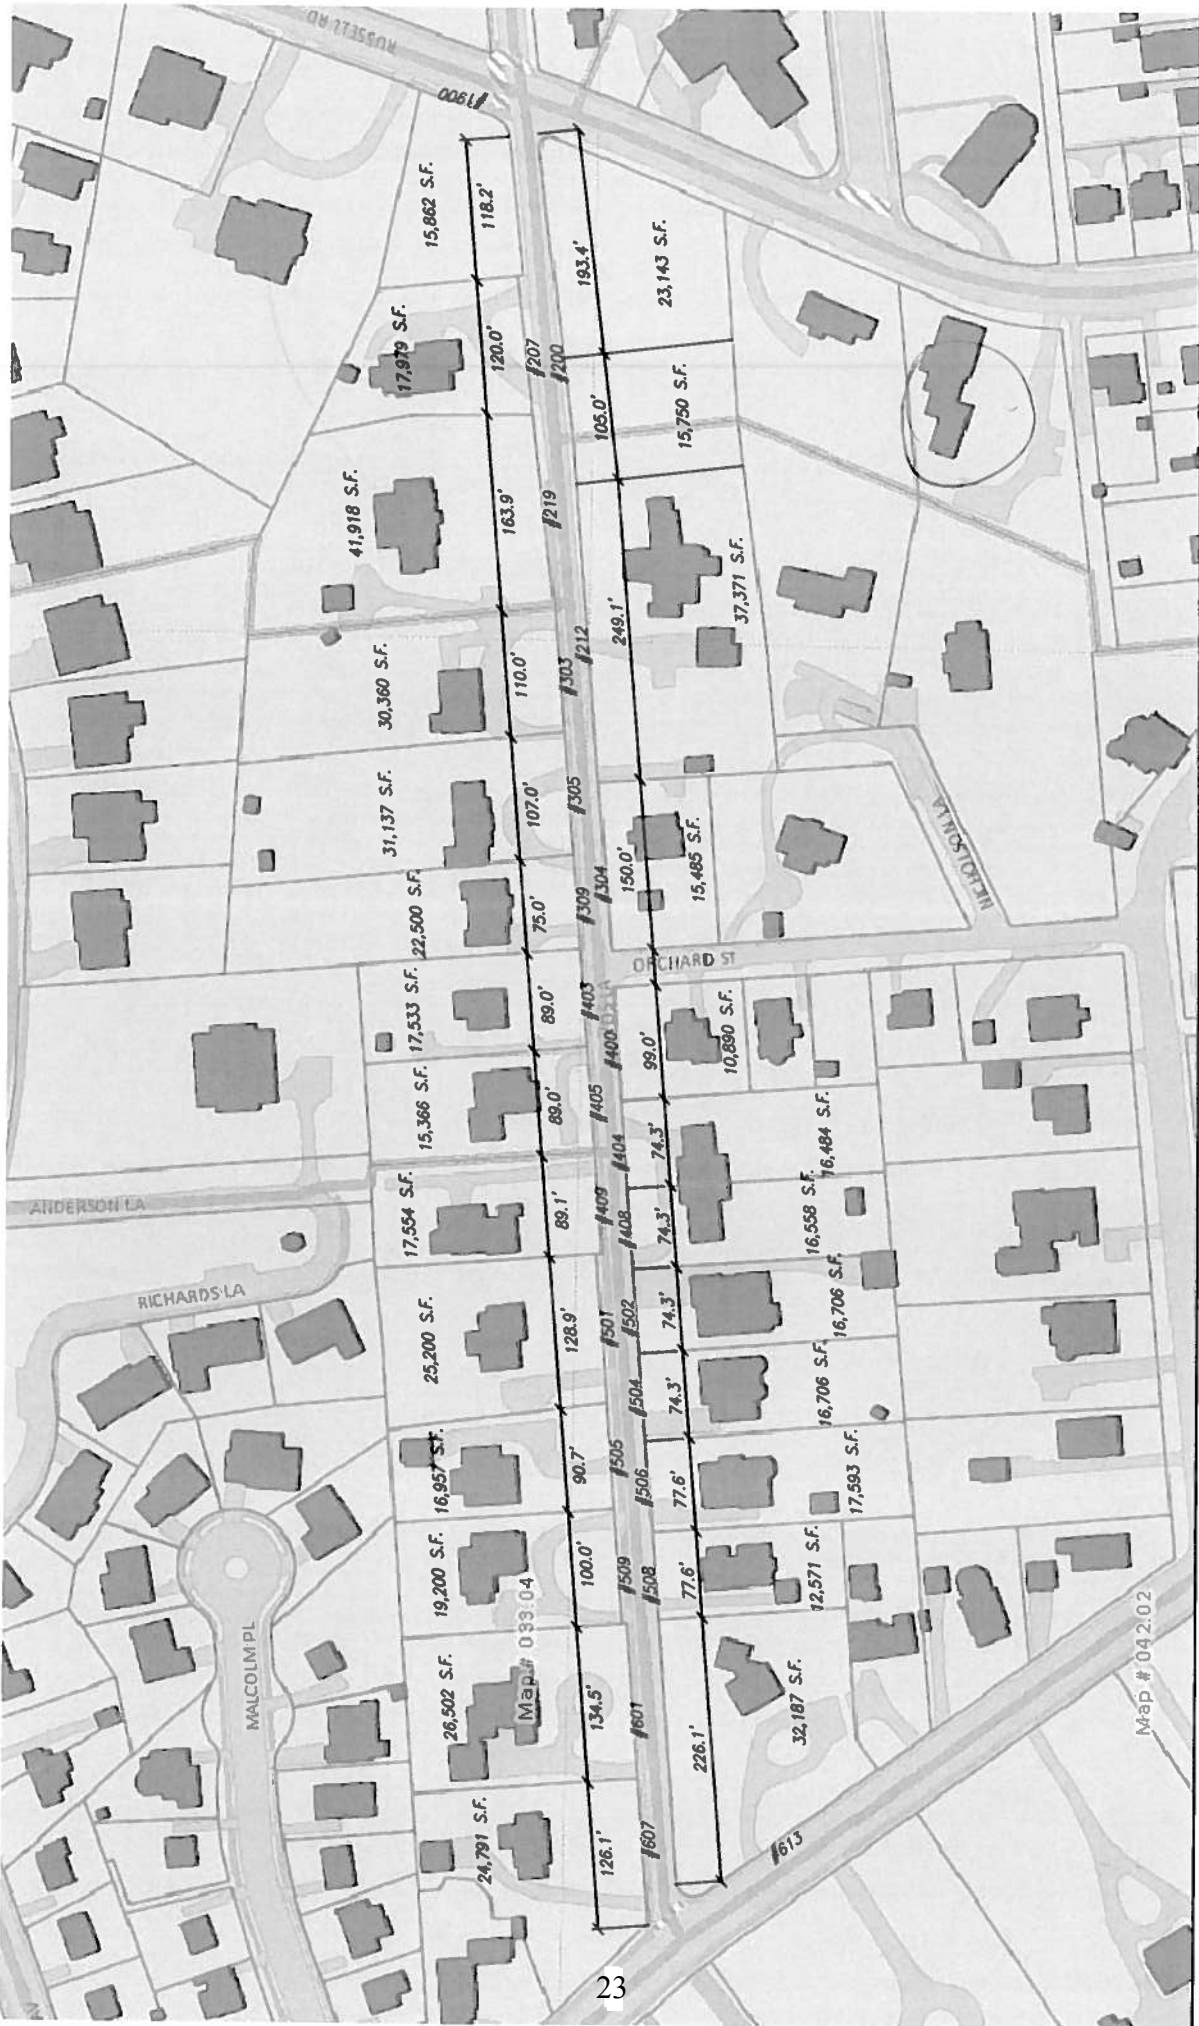 RUSSELL RD
#1900
15,862 S.F.
118.2'
193.4'
23,143 S.F.
17,979 S.F.
120.0'
#207
#200
105.0'
15,750 S.F.
41,918 S.F.
163.9'
#219
249.1'
37,371 S.F.
30,360 S.F.
110.0'
#303
#212
31,137 S.F.
107.0'
#305
150.0'
15,485 S.F.
22,500 S.F.
75.0'
#309
#304
NICHOLSON LA
ORCHARD ST
17,533 S.F.
89.0'
#403
#400
99.0'
10,890 S.F.
15,366 S.F.
89.0'
#405
#404
74.3'
16,484 S.F.
ANDERSON LA
17,554 S.F.
89.1'
#409
#408
74.3'
16,558 S.F.
RICHARDS LA
25,200 S.F.
128.9'
#501
#502
74.3'
16,706 S.F.
#504
74.3'
16,706 S.F.
16,957 S.F.
90.7'
#505
#506
77.6'
17,593 S.F.
19,200 S.F.
100.0'
#509
#508
77.6'
12,571 S.F.
MALCOLM PL
26,502 S.F.
Map # 033.04
134.5'
#601
226.1'
32,187 S.F.
Map # 042.02
24,791 S.F.
126.1'
#607
#613
23